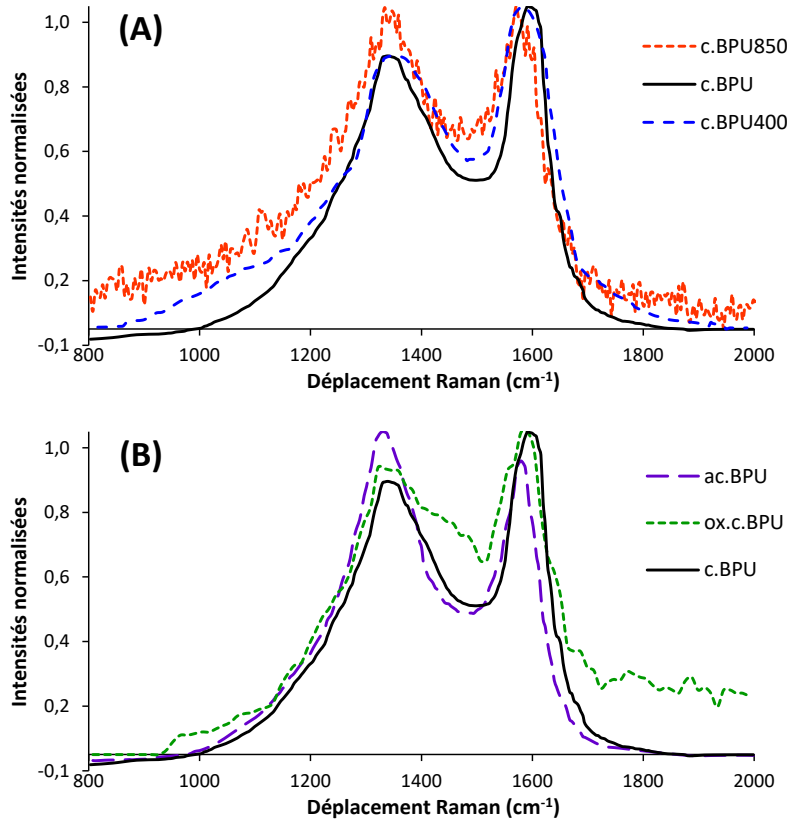 (A)
1,0
0,8
0,6
0,4
0,2
-0,1
Intensités normalisées
c.BPU850
c.BPU
c.BPU400
800 1000 1200 1400 1600 1800 2000
Déplacement Raman (cm-1)
(B)
1,0
0,8
0,6
0,4
0,2
-0,1
Intensités normalisées
ac.BPU
ox.c.BPU
c.BPU
800 1000 1200 1400 1600 1800 2000
Déplacement Raman (cm-1)